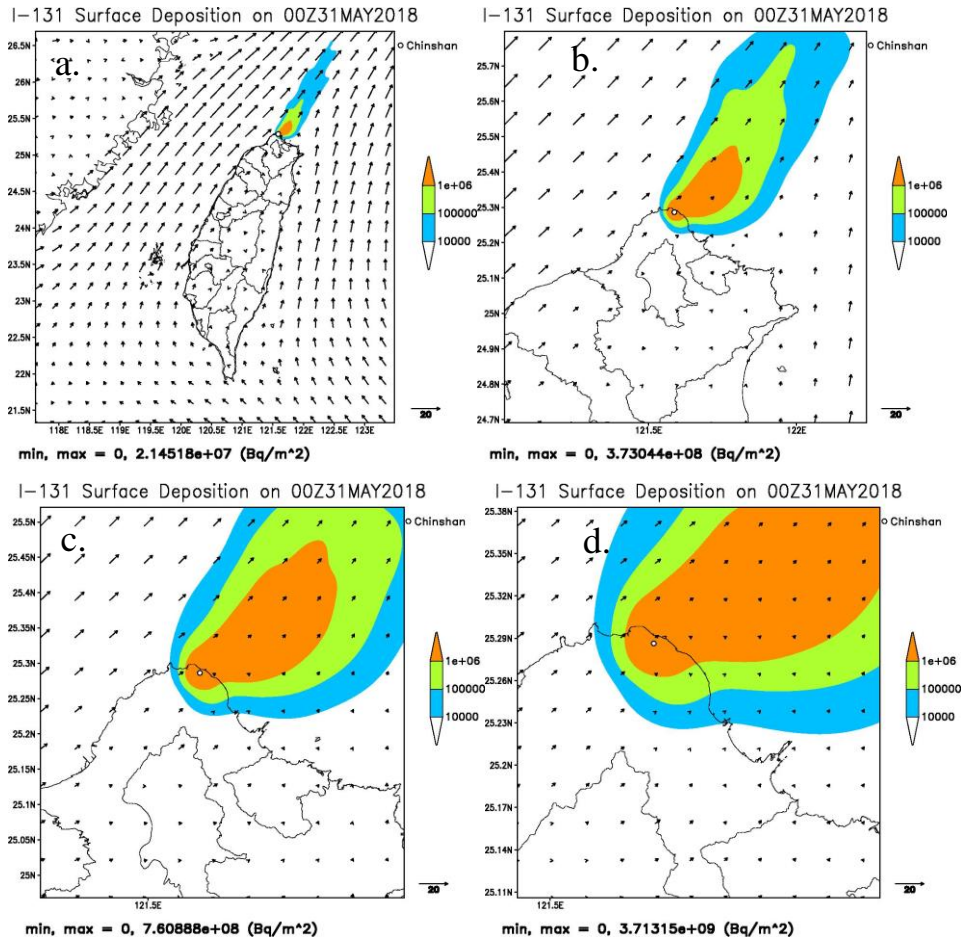 I-131 Surface Deposition on 00Z31MAY2018
a.
Chinshan
26.5N
26N
25.5N
25N
24.5N
24N
23.5N
23N
22.5N
22N
21.5N
118E 118.5E 119E 119.5E 120E 120.5E 121E 121.5E 122E 122.5E 123E
1e+06
100000
10000
20
min, max = 0, 2.14518e+07 (Bq/m^2)
I-131 Surface Deposition on 00Z31MAY2018
b.
Chinshan
25.7N
25.6N
25.5N
25.4N
25.3N
25.2N
25.1N
25N
24.9N
24.8N
24.7N
121.5E 122E
1e+06
100000
10000
20
min, max = 0, 3.73044e+08 (Bq/m^2)
I-131 Surface Deposition on 00Z31MAY2018
c.
Chinshan
25.5N
25.45N
25.4N
25.35N
25.3N
25.25N
25.2N
25.15N
25.1N
25.05N
25N
121.5E
1e+06
100000
10000
20
min, max = 0, 7.60888e+08 (Bq/m^2)
I-131 Surface Deposition on 00Z31MAY2018
d.
Chinshan
25.38N
25.35N
25.32N
25.29N
25.26N
25.23N
25.2N
25.17N
25.14N
25.11N
121.5E
1e+06
100000
10000
20
min, max = 0, 3.71315e+09 (Bq/m^2)